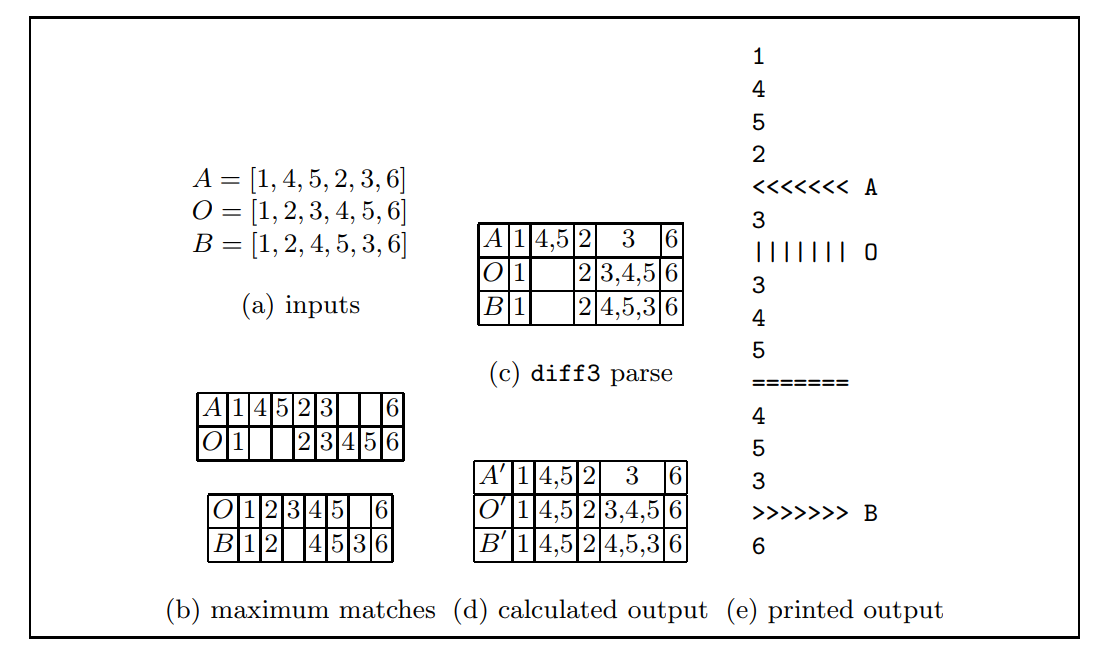 A = [1, 4, 5, 2, 3, 6]
O = [1, 2, 3, 4, 5, 6]
B = [1, 2, 4, 5, 3, 6]
(a) inputs
A 1 4 5 2 3 6
O 1 2 3 4 5 6
O 1 2 3 4 5 6
B 1 2 4 5 3 6
(b) maximum matches
A 1 4,5 2 3 6
O 1 2 3,4,5 6
B 1 2 4,5,3 6
(c) diff3 parse
A′ 1 4,5 2 3 6
O′ 1 4,5 2 3,4,5 6
B′ 1 4,5 2 4,5,3 6
(d) calculated output
1
4
5
2
<<<<<<< A
3
||||||| O
3
4
5
=======
4
5
3
>>>>>>> B
6
(e) printed output